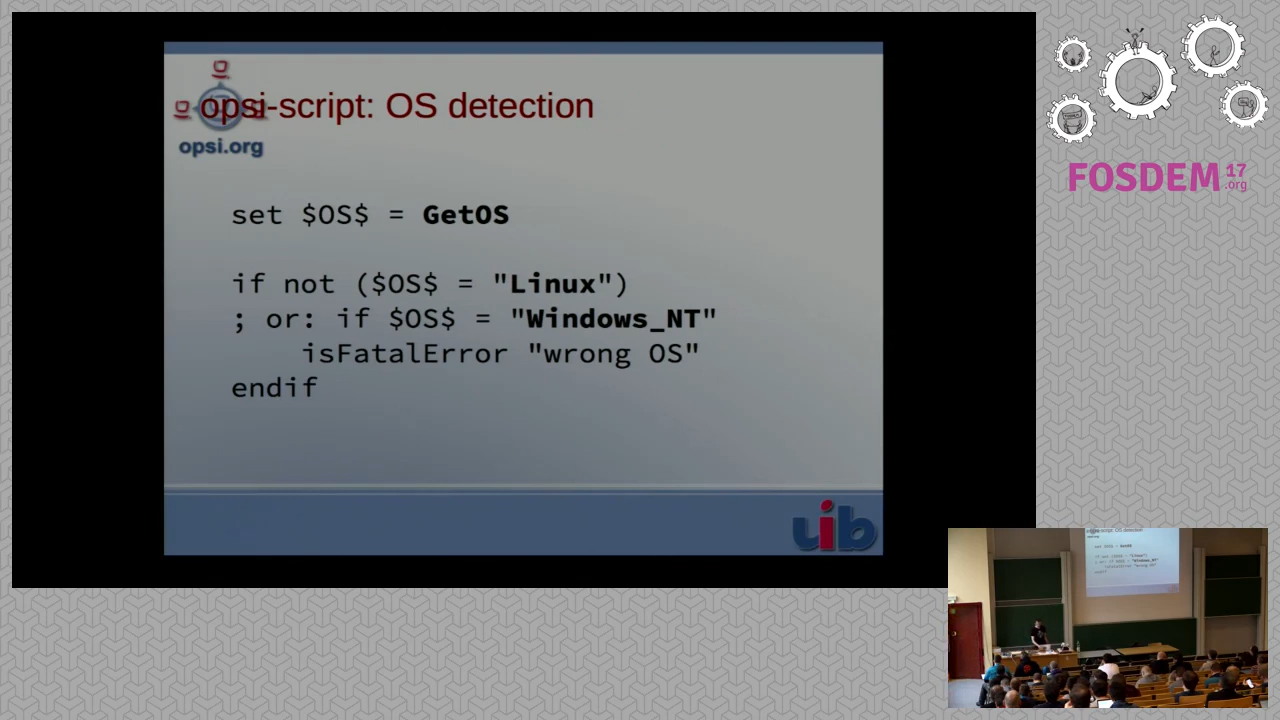 opsi-script: OS detection
opsi.org
set $OS$ = GetOS
if not ($OS$ = "Linux")
; or: if $OS$ = "Windows_NT"
isFatalError "wrong OS"
endif
uib
FOSDEM 17
.org